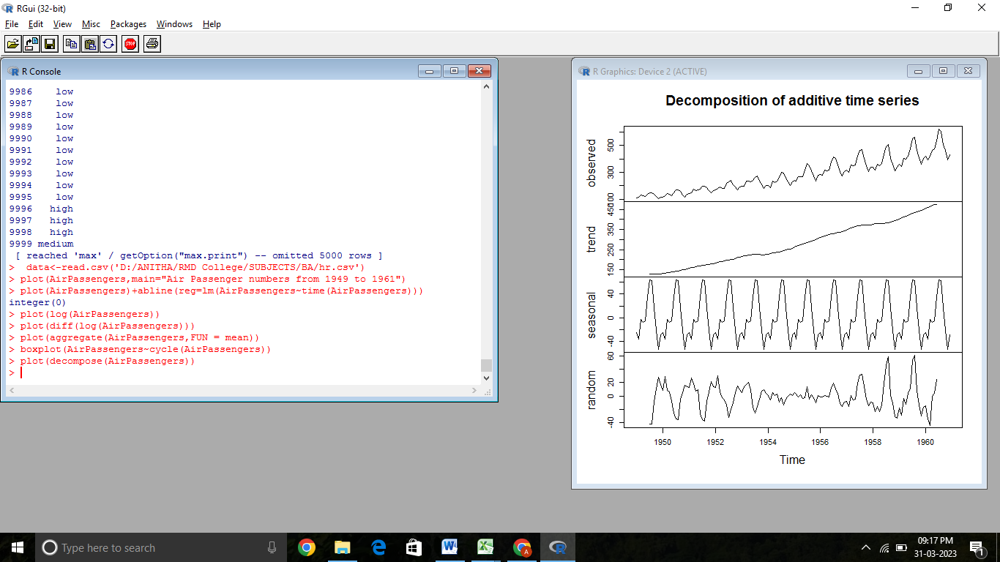 RGui (32-bit)
File Edit View Misc Packages Windows Help
STOP
R Console
9986 low
9987 low
9988 low
9989 low
9990 low
9991 low
9992 low
9993 low
9994 low
9995 low
9996 high
9997 high
9998 high
9999 medium
[ reached 'max' / getOption("max.print") -- omitted 5000 rows ]
> data<-read.csv('D:/ANITHA/RMD College/SUBJECTS/BA/hr.csv')
> plot(AirPassengers,main="Air Passenger numbers from 1949 to 1961")
> plot(AirPassengers)+abline(reg=lm(AirPassengers~time(AirPassengers)))
integer(0)
> plot(log(AirPassengers))
> plot(diff(log(AirPassengers)))
> plot(aggregate(AirPassengers,FUN = mean))
> boxplot(AirPassengers~cycle(AirPassengers))
> plot(decompose(AirPassengers))
>
R Graphics: Device 2 (ACTIVE)
Decomposition of additive time series
observed
500
300
100
trend
450
350
250
150
seasonal
40
0
-40
random
60
20
0
-40
1950 1952 1954 1956 1958 1960
Time
Type here to search
09:17 PM
31-03-2023
1